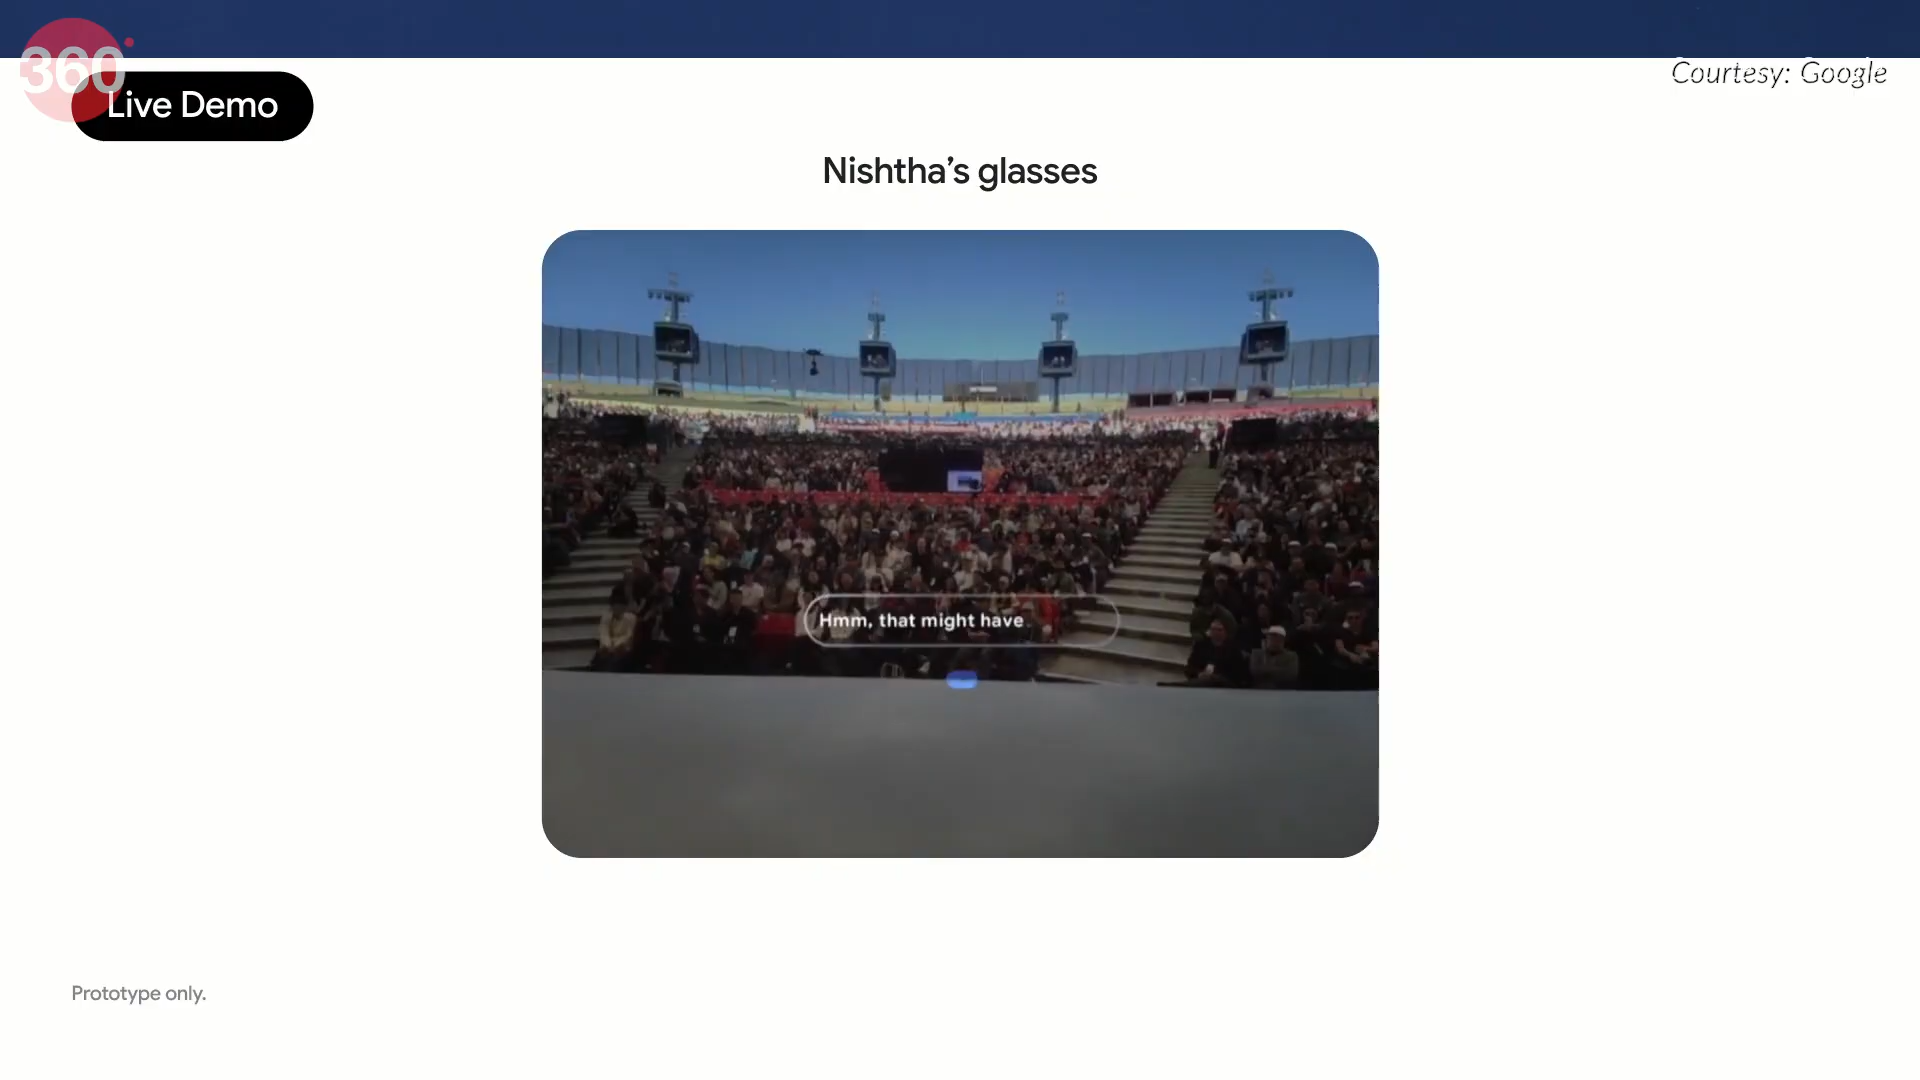 360
Courtesy: Google
Live Demo
Nishtha’s glasses
Hmm, that might have
Prototype only.